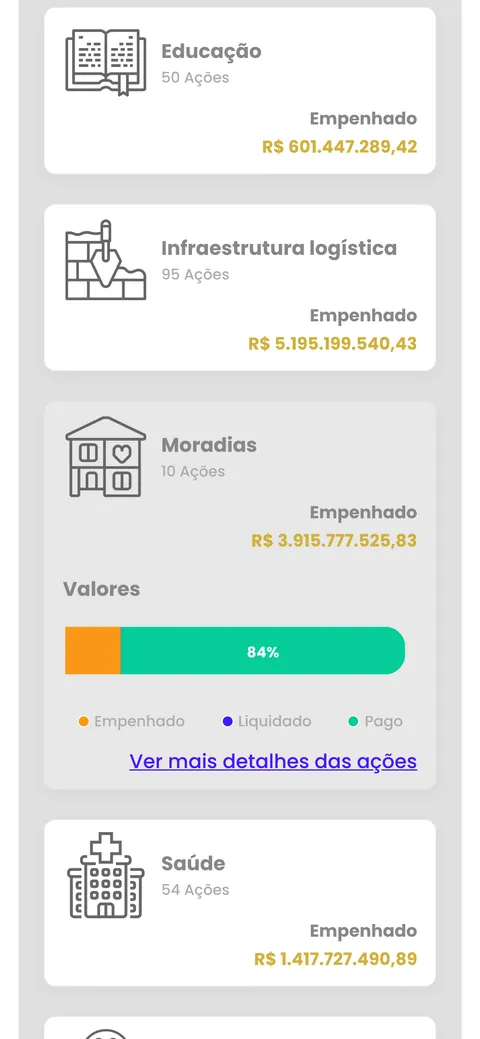 Educação
50 Ações
Empenhado
R$ 601.447.289,42
Infraestrutura logística
95 Ações
Empenhado
R$ 5.195.199.540,43
Moradias
10 Ações
Empenhado
R$ 3.915.777.525,83
Valores
84%
Empenhado Liquidado Pago
Ver mais detalhes das ações
Saúde
54 Ações
Empenhado
R$ 1.417.727.490,89